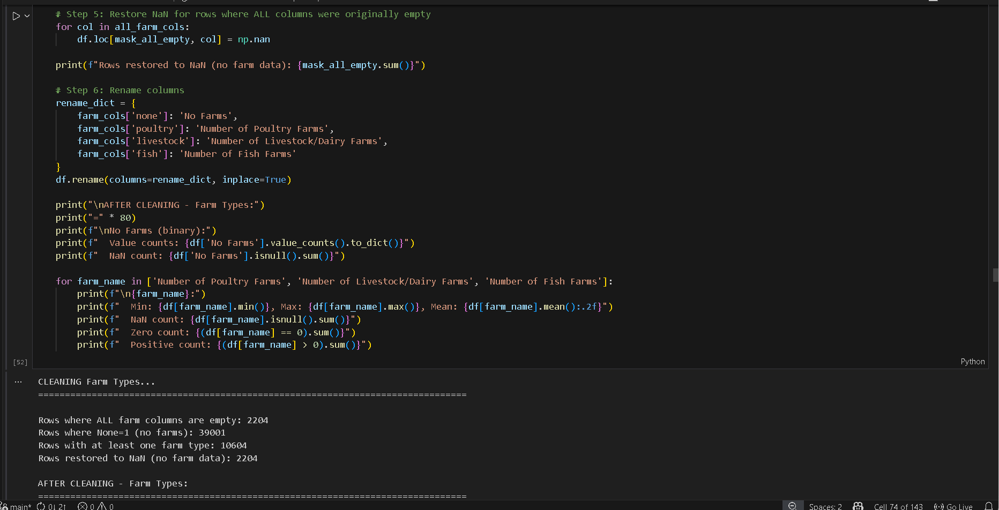 # Step 5: Restore NaN for rows where ALL columns were originally empty
for col in all_farm_cols:
    df.loc[mask_all_empty, col] = np.nan
print(f"Rows restored to NaN (no farm data): {mask_all_empty.sum()}")
# Step 6: Rename columns
rename_dict = {
    farm_cols['none']: 'No Farms',
    farm_cols['poultry']: 'Number of Poultry Farms',
    farm_cols['livestock']: 'Number of Livestock/Dairy Farms',
    farm_cols['fish']: 'Number of Fish Farms'
}
df.rename(columns=rename_dict, inplace=True)
print("\nAFTER CLEANING - Farm Types:")
print("=" * 80)
print(f"\nNo Farms (binary):")
print(f"  Value counts: {df['No Farms'].value_counts().to_dict()}")
print(f"  NaN count: {df['No Farms'].isnull().sum()}")
for farm_name in ['Number of Poultry Farms', 'Number of Livestock/Dairy Farms', 'Number of Fish Farms']:
    print(f"\n{farm_name}:")
    print(f"  Min: {df[farm_name].min()}, Max: {df[farm_name].max()}, Mean: {df[farm_name].mean():.2f}")
    print(f"  NaN count: {df[farm_name].isnull().sum()}")
    print(f"  Zero count: {(df[farm_name] == 0).sum()}")
    print(f"  Positive count: {(df[farm_name] > 0).sum()}")
[52]
Python
... CLEANING Farm Types...
================================================================================
Rows where ALL farm columns are empty: 2204
Rows where None=1 (no farms): 39001
Rows with at least one farm type: 10604
Rows restored to NaN (no farm data): 2204
AFTER CLEANING - Farm Types:
================================================================================
main* 0↓ 2↑ 0 0 Spaces: 2 Cell 74 of 143 Go Live